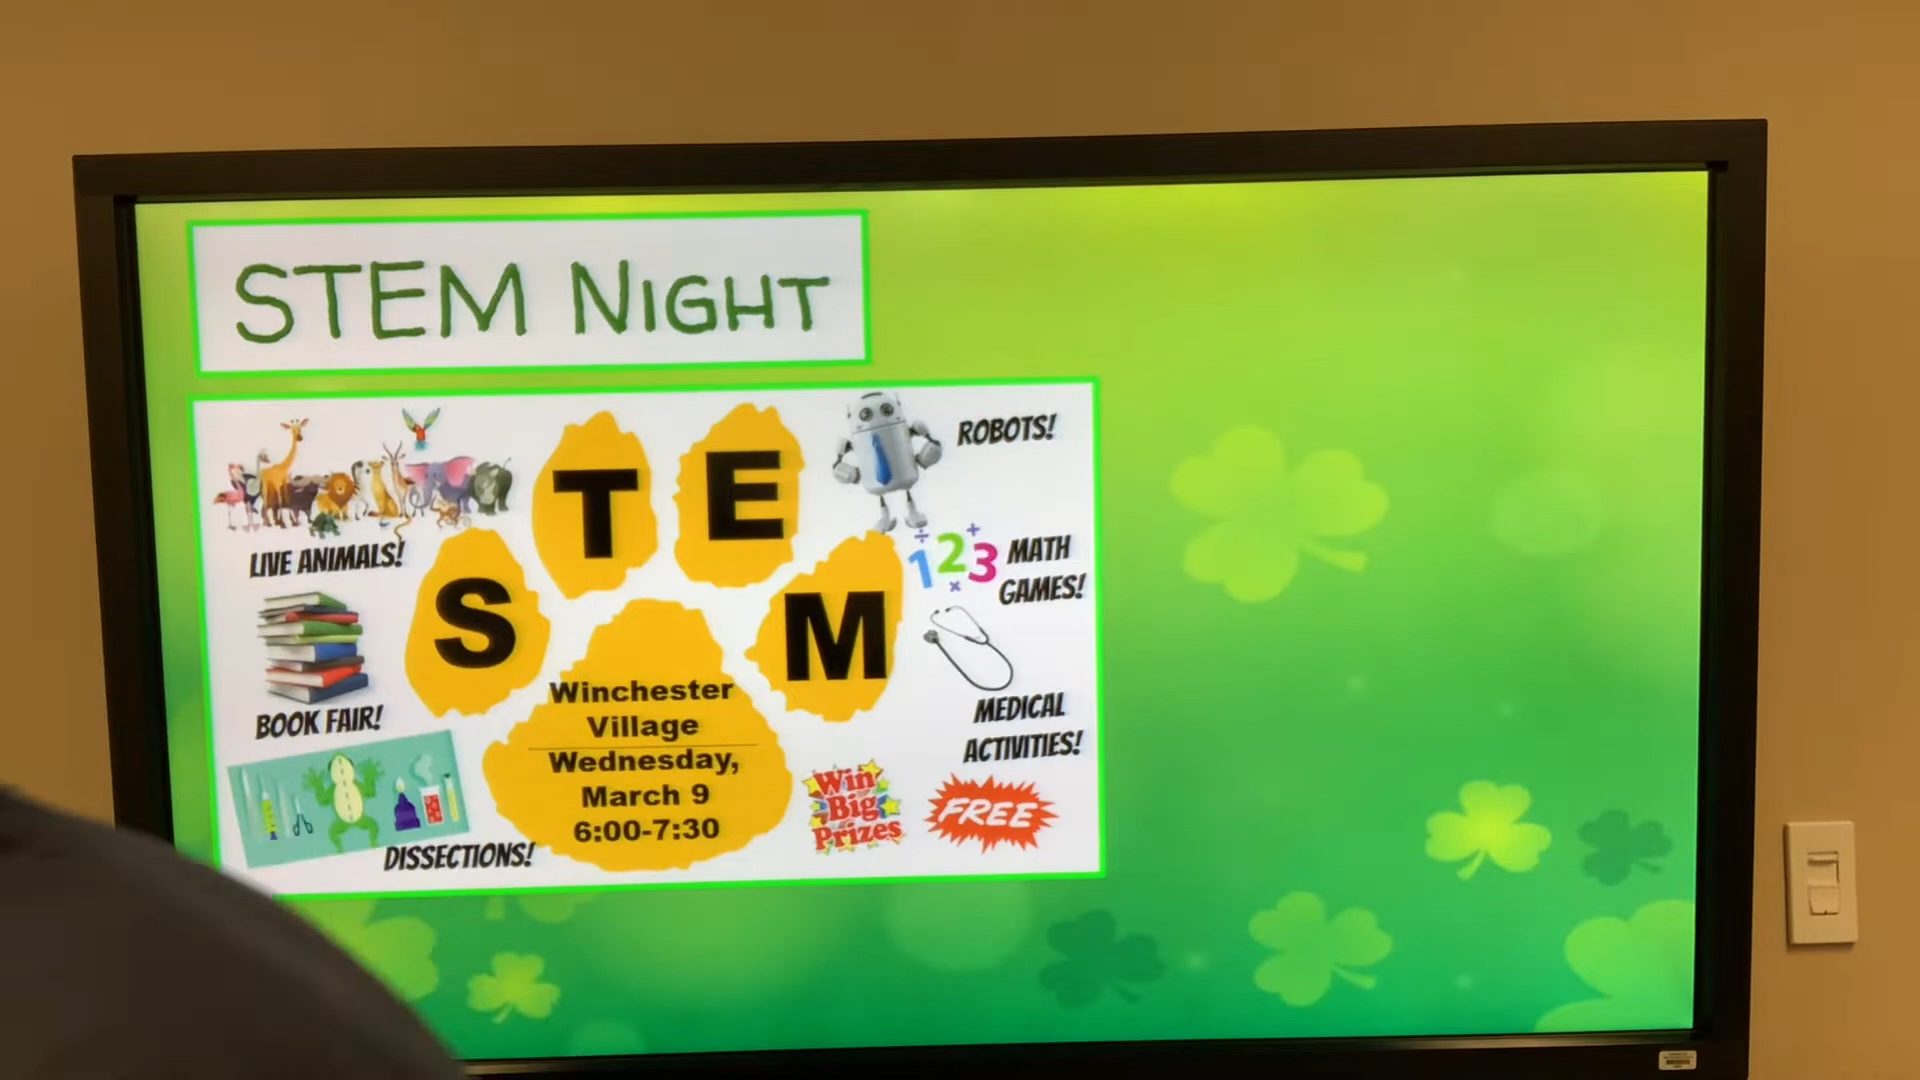 STEM NIGHT
LIVE ANIMALS!
T E
S M
ROBOTS!
÷ +
123
×
MATH
GAMES!
BOOK FAIR!
Winchester
Village
Wednesday,
March 9
6:00-7:30
MEDICAL
ACTIVITIES!
DISSECTIONS!
Win
Big
Prizes
FREE